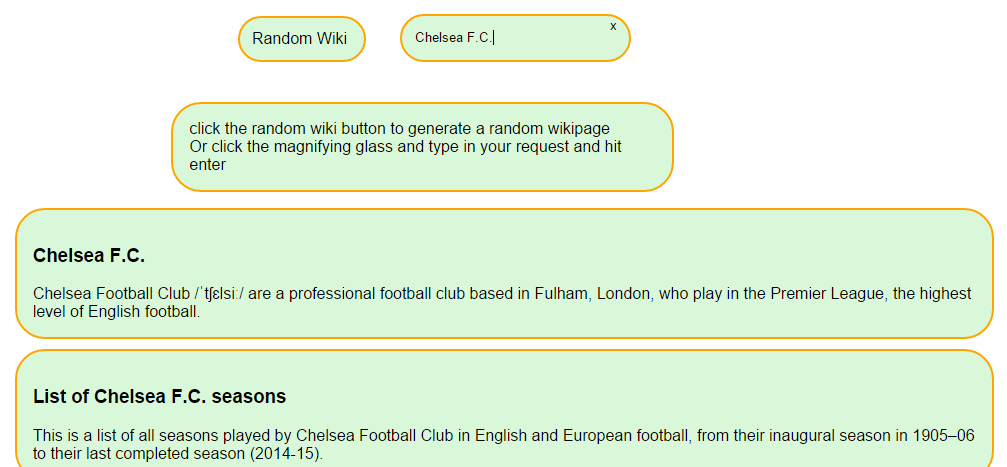 Random Wiki
Chelsea F.C.
x
click the random wiki button to generate a random wikipage
Or click the magnifying glass and type in your request and hit
enter
Chelsea F.C.
Chelsea Football Club /ˈtʃɛlsiː/ are a professional football club based in Fulham, London, who play in the Premier League, the highest
level of English football.
List of Chelsea F.C. seasons
This is a list of all seasons played by Chelsea Football Club in English and European football, from their inaugural season in 1905–06
to their last completed season (2014-15).